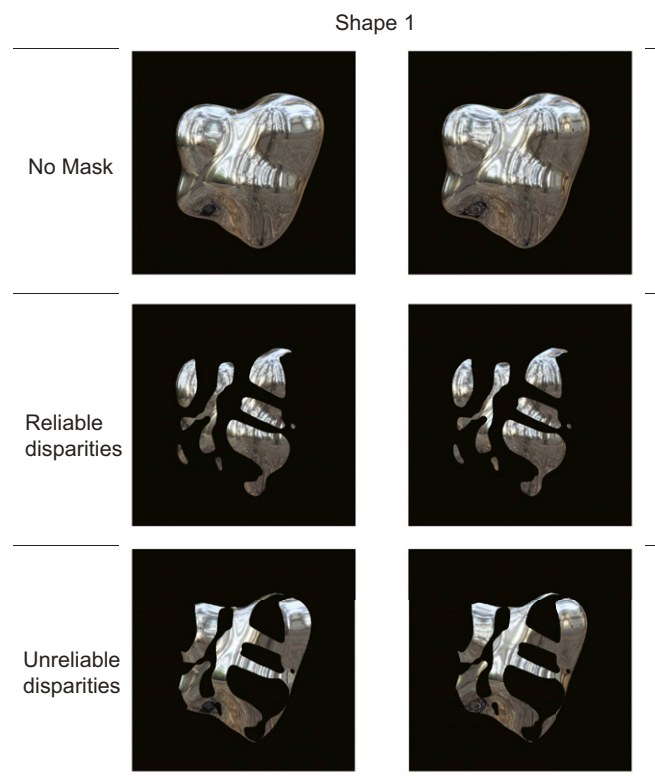 Shape 1
No Mask
Reliable
disparities
Unreliable
disparities